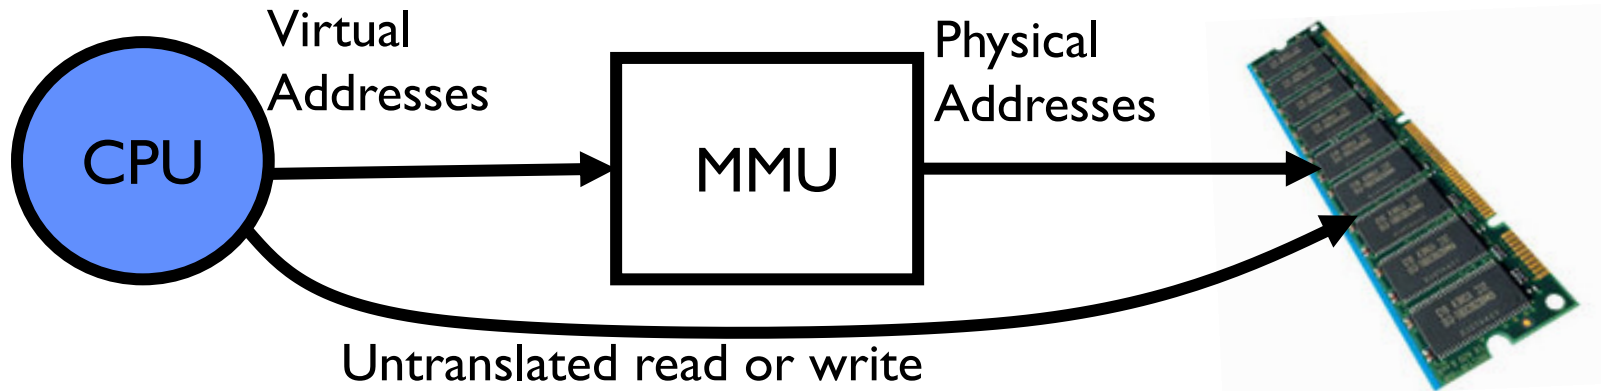 Virtual
Addresses
Physical
Addresses
CPU
MMU
Untranslated read or write